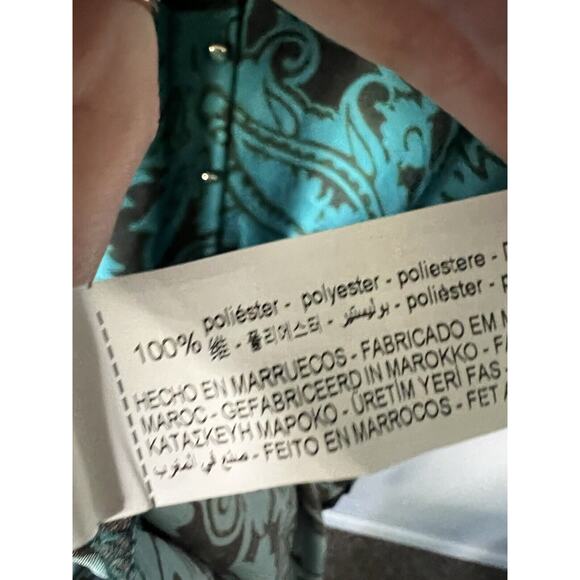 100% poliéster - polyester - poliestere -
維 - 폴리에스터 - بوليستر - polièster -
HECHO EN MARRUECOS - FABRICADO EM
MAROC - GEFABRICEERD IN MAROKKO -
ΚΑΤΑΣΚΕΥΗ ΜΑΡΟΚΟ - ÜRETİM YERİ FAS -
صنع في المغرب - FEITO EN MARROCOS - FET